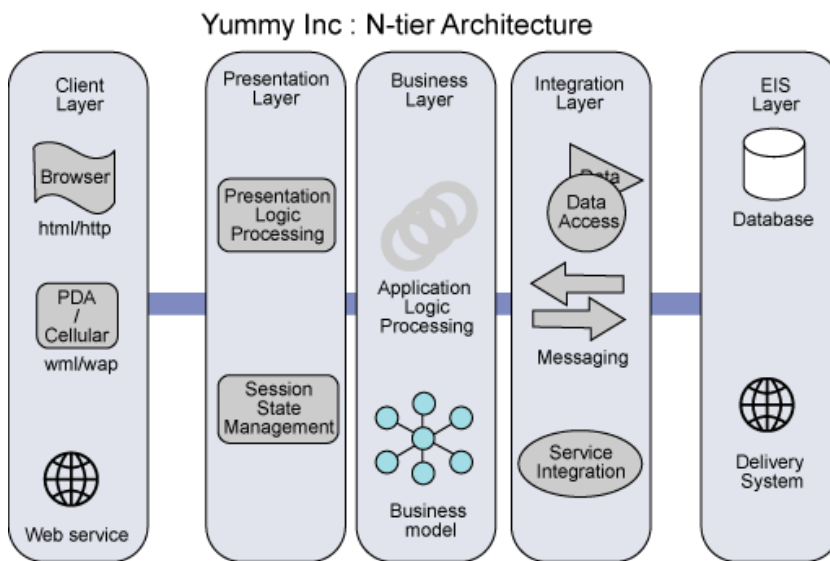 Yummy Inc : N-tier Architecture
Client
Layer
Browser
html/http
PDA
/
Cellular
wml/wap
Web service
Presentation
Layer
Presentation
Logic
Processing
Session
State
Management
Business
Layer
Application
Logic
Processing
Business
model
Integration
Layer
Data
Data
Access
Messaging
Service
Integration
EIS
Layer
Database
Delivery
System